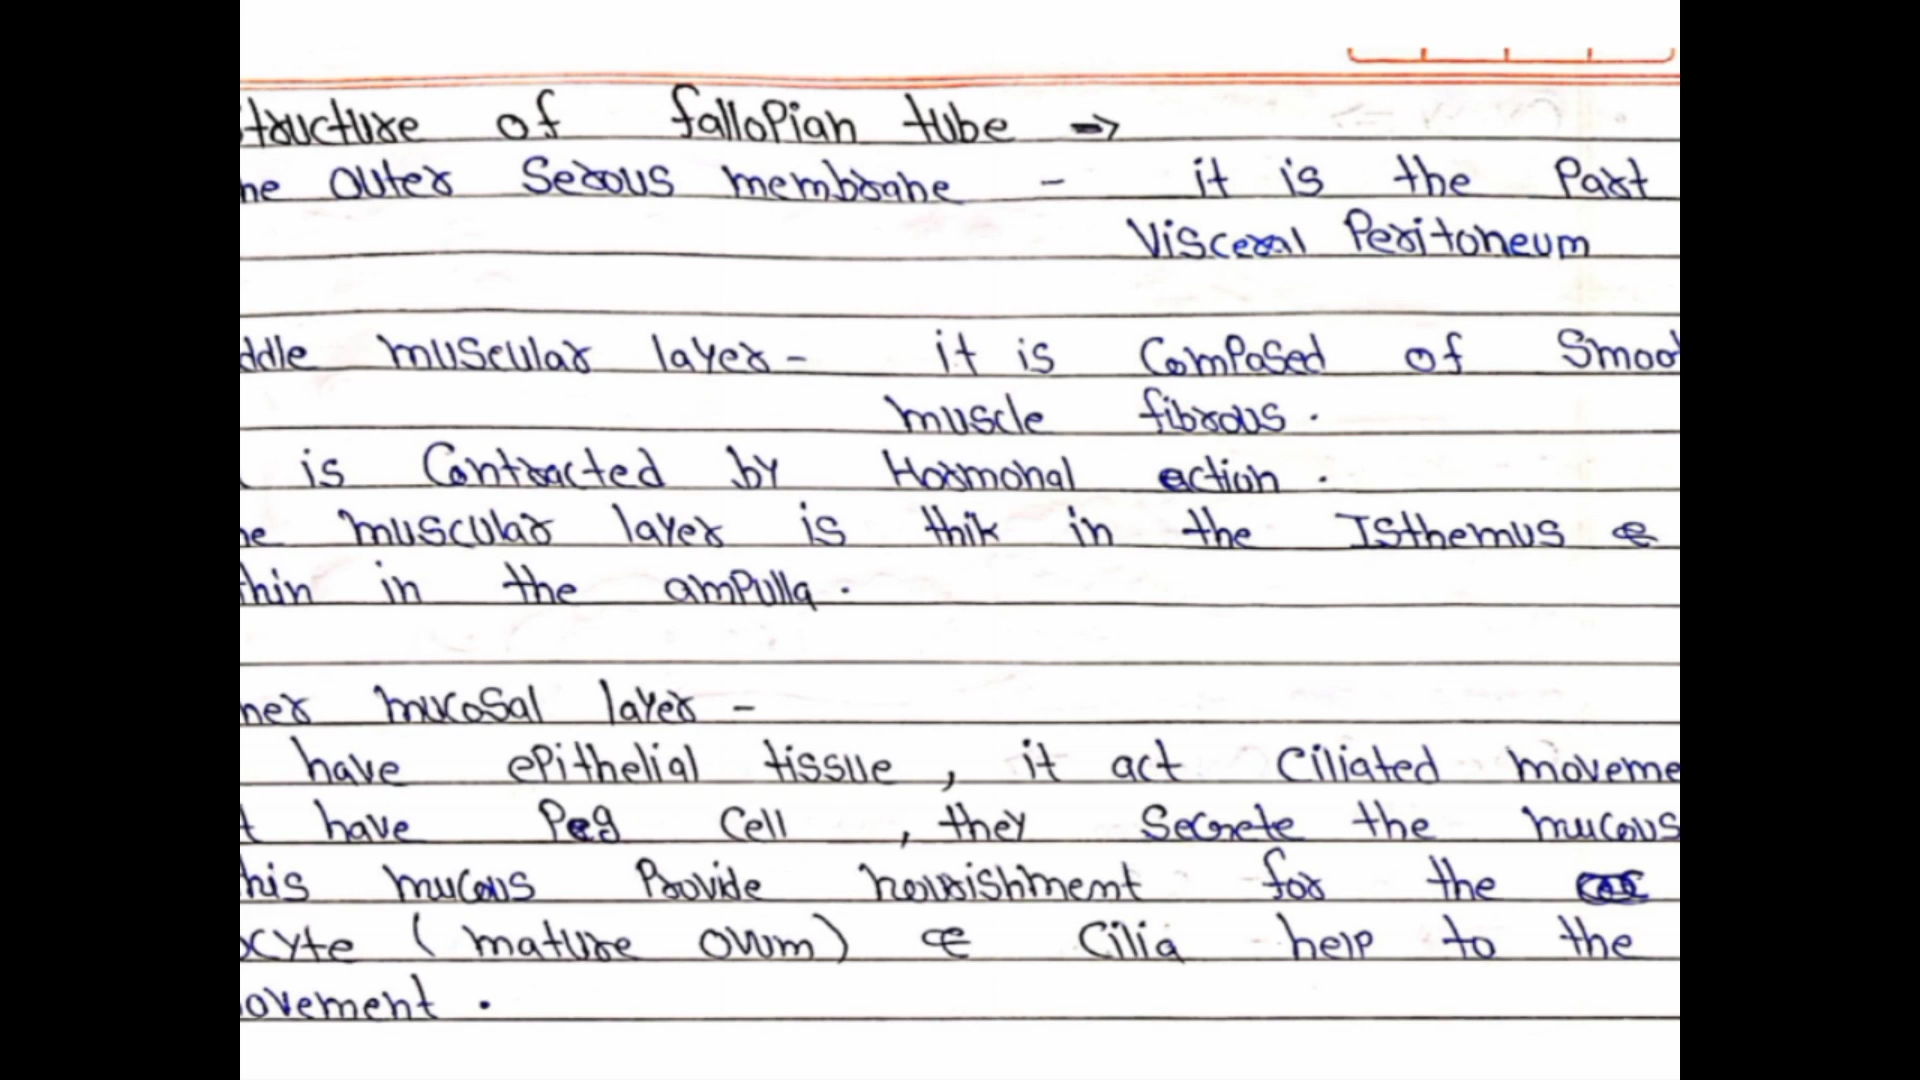 tructure of fallopian tube →
he outer Serous membrane - it is the Part
Visceral Peritoneum
ddle muscular layer - it is Composed of Smoot
muscle fibrous .
is Contracted by Hormonal action .
he muscular layer is thik in the Isthemus &
thin in the ampulla .
ner mucosal layer -
have epithelial tissue , it act Ciliated moveme
t have Peg Cell , they Secrete the mucous
his mucous Provide nourishment for the
ocyte ( mature ovum ) & Cilia help to the
ovement .